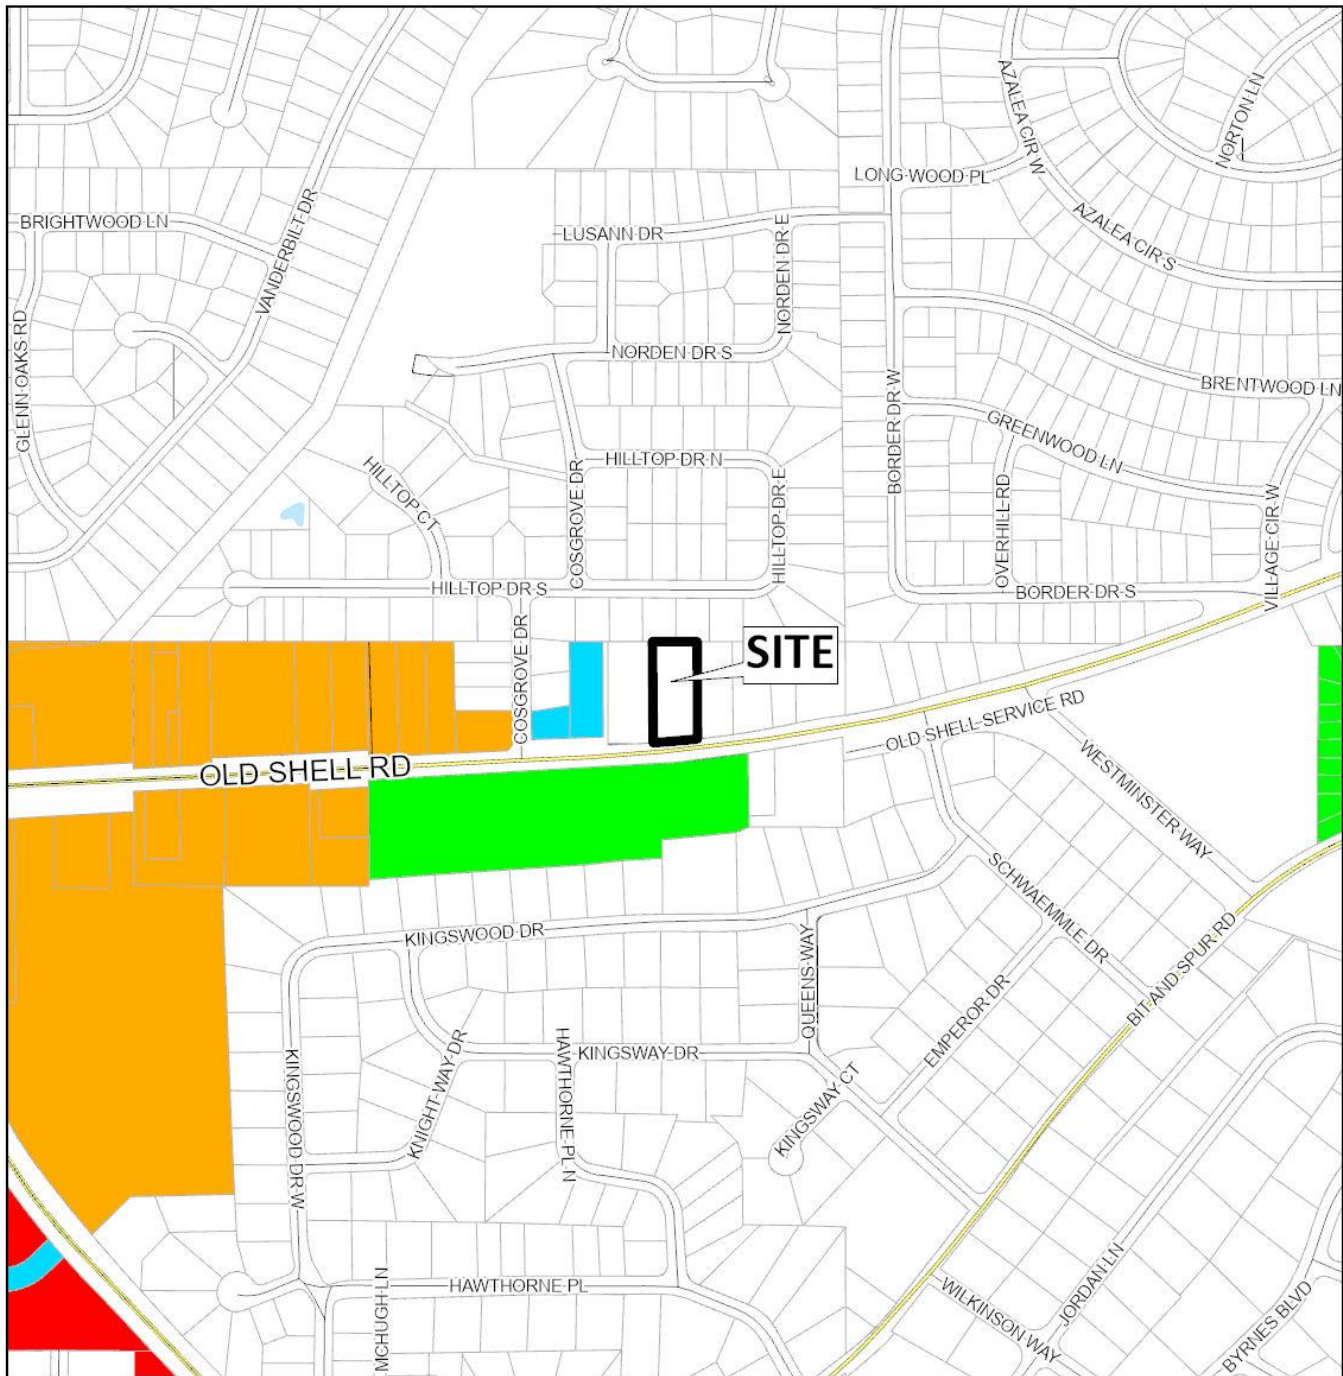 AZALEA CIR W
NORTON LN
LONG WOOD PL
BRIGHTWOOD LN
VANDERBILT DR
LUSANN DR
NORDEN DR E
AZALEA CIR S
GLENN OAKS RD
NORDEN DR S
BORDER DR W
BRENTWOOD LN
GREENWOOD LN
HILLTOP DR N
HILLTOP CT
COSGROVE DR
HILLTOP DR E
OVERHILL RD
VILLAGE CIR W
HILLTOP DR S
BORDER DR S
COSGROVE DR
SITE
OLD SHELL SERVICE RD
OLD SHELL RD
WESTMINSTER WAY
SCHWAEMMLE DR
KINGSWOOD DR
QUEENS WAY
BIT AND SPUR RD
EMPEROR DR
KINGSWOOD DR W
KNIGHT WAY DR
HAWTHORNE PL N
KINGSWAY DR
KINGSWAY CT
MCHUGH LN
HAWTHORNE PL
WILKINSON WAY
JORDAN LN
BYRNES BLVD